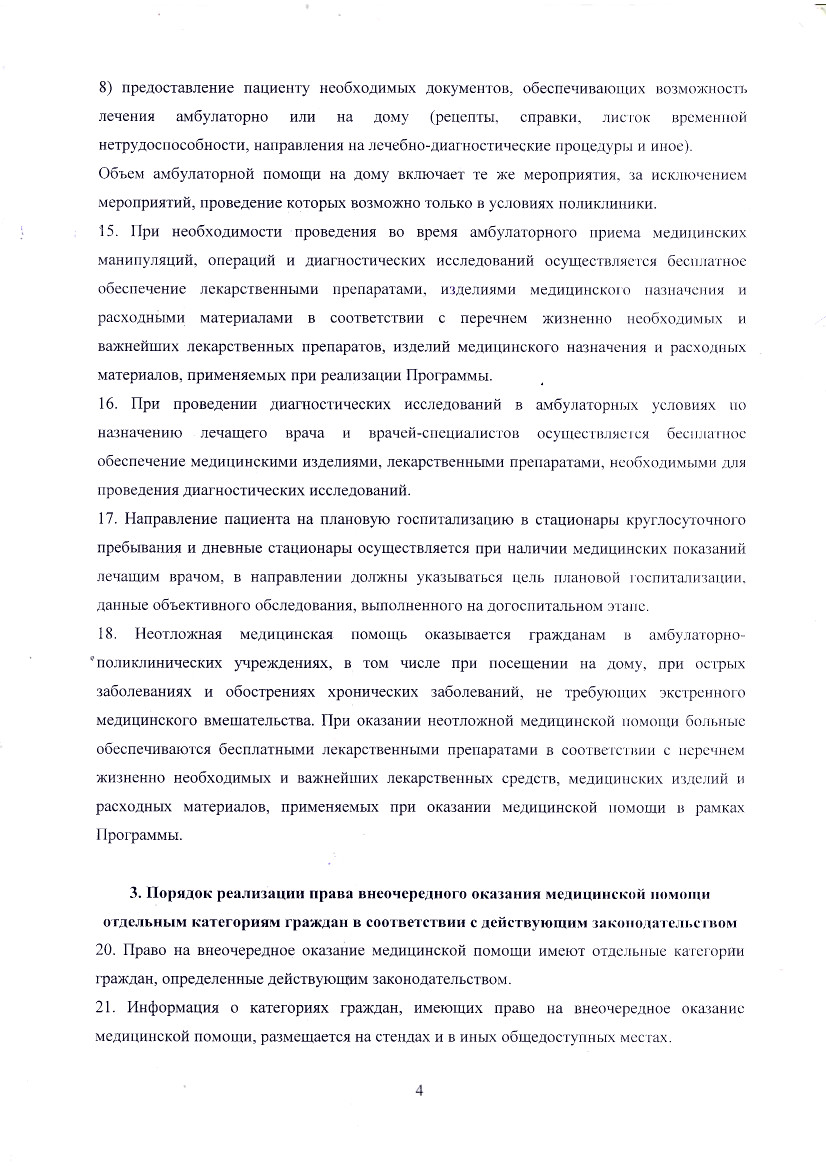 8) предоставление пациенту необходимых документов, обеспечивающих возможность
лечения амбулаторно или на дому (рецепты, справки, листок временной
нетрудоспособности, направления на лечебно-диагностические процедуры и иное).
Объем амбулаторной помощи на дому включает те же мероприятия, за исключением
мероприятий, проведение которых возможно только в условиях поликлиники.
15. При необходимости проведения во время амбулаторного приема медицинских
манипуляций, операций и диагностических исследований осуществляется бесплатное
обеспечение лекарственными препаратами, изделиями медицинского назначения и
расходными материалами в соответствии с перечнем жизненно необходимых и
важнейших лекарственных препаратов, изделий медицинского назначения и расходных
материалов, применяемых при реализации Программы.
16. При проведении диагностических исследований в амбулаторных условиях по
назначению лечащего врача и врачей-специалистов осуществляется бесплатное
обеспечение медицинскими изделиями, лекарственными препаратами, необходимыми для
проведения диагностических исследований.
17. Направление пациента на плановую госпитализацию в стационары круглосуточного
пребывания и дневные стационары осуществляется при наличии медицинских показаний
лечащим врачом, в направлении должны указываться цель плановой госпитализации,
данные объективного обследования, выполненного на догоспитальном этапе.
18. Неотложная медицинская помощь оказывается гражданам в амбулаторно-
поликлинических учреждениях, в том числе при посещении на дому, при острых
заболеваниях и обострениях хронических заболеваний, не требующих экстренного
медицинского вмешательства. При оказании неотложной медицинской помощи больные
обеспечиваются бесплатными лекарственными препаратами в соответствии с перечнем
жизненно необходимых и важнейших лекарственных средств, медицинских изделий и
расходных материалов, применяемых при оказании медицинской помощи в рамках
Программы.
3. Порядок реализации права внеочередного оказания медицинской помощи
отдельным категориям граждан в соответствии с действующим законодательством
20. Право на внеочередное оказание медицинской помощи имеют отдельные категории
граждан, определенные действующим законодательством.
21. Информация о категориях граждан, имеющих право на внеочередное оказание
медицинской помощи, размещается на стендах и в иных общедоступных местах.
4